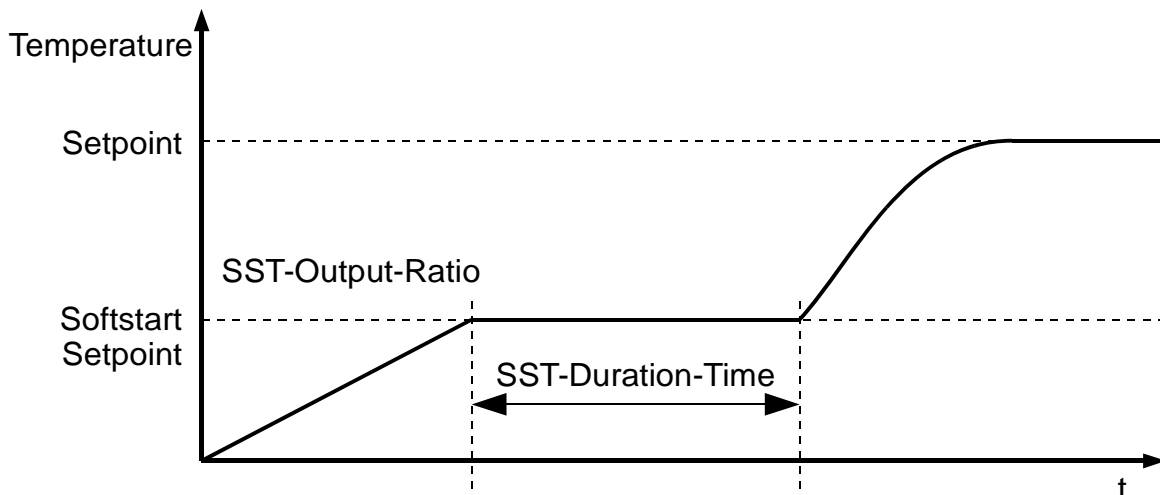 Temperature
Setpoint
SST-Output-Ratio
Softstart
Setpoint
SST-Duration-Time
t